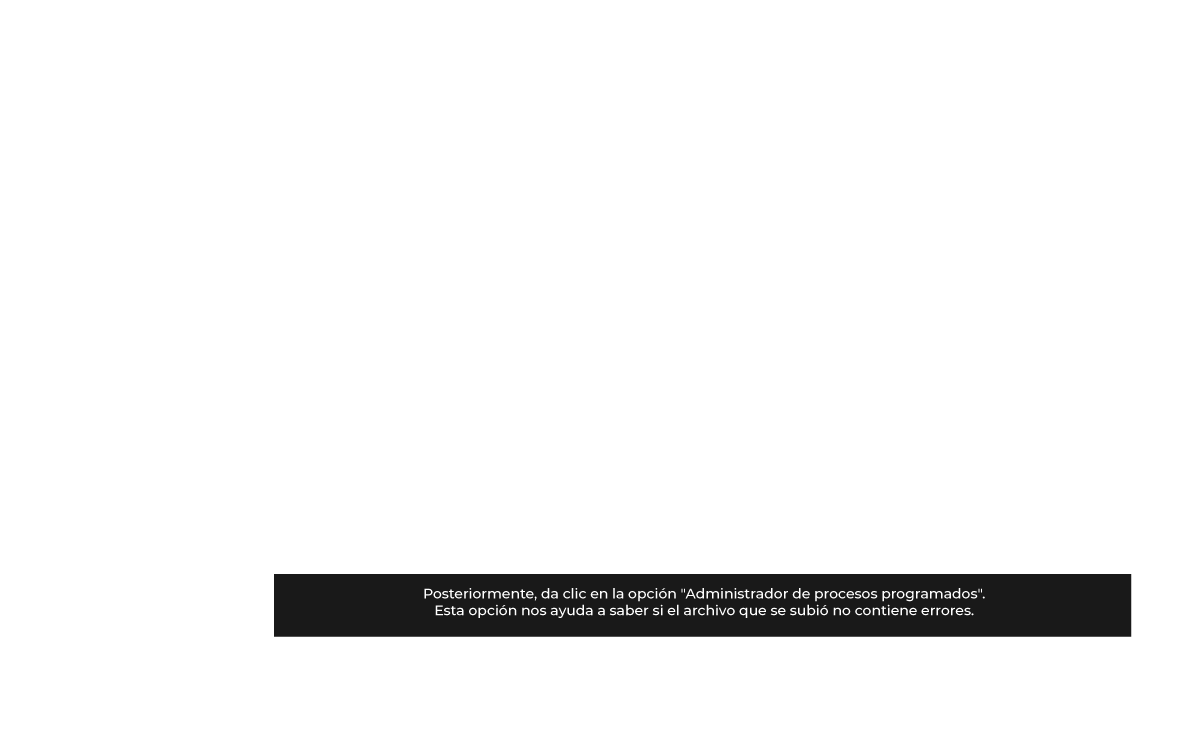 Posteriormente, da clic en la opción "Administrador de procesos programados".
Esta opción nos ayuda a saber si el archivo que se subió no contiene errores.